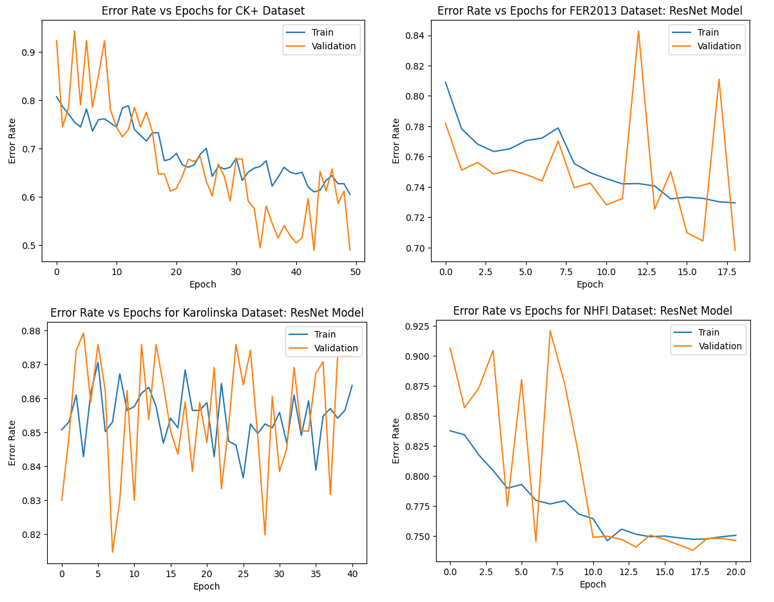 Error Rate vs Epochs for CK+ Dataset
Train
Validation
0.9
0.8
0.7
0.6
0.5
Error Rate
0 10 20 30 40 50
Epoch
Error Rate vs Epochs for FER2013 Dataset: ResNet Model
Train
Validation
0.84
0.82
0.80
0.78
0.76
0.74
0.72
0.70
Error Rate
0.0 2.5 5.0 7.5 10.0 12.5 15.0 17.5
Epoch
Error Rate vs Epochs for Karolinska Dataset: ResNet Model
Train
Validation
0.88
0.87
0.86
0.85
0.84
0.83
0.82
Error Rate
0 5 10 15 20 25 30 35 40
Epoch
Error Rate vs Epochs for NHFI Dataset: ResNet Model
Train
Validation
0.925
0.900
0.875
0.850
0.825
0.800
0.775
0.750
Error Rate
0.0 2.5 5.0 7.5 10.0 12.5 15.0 17.5 20.0
Epoch